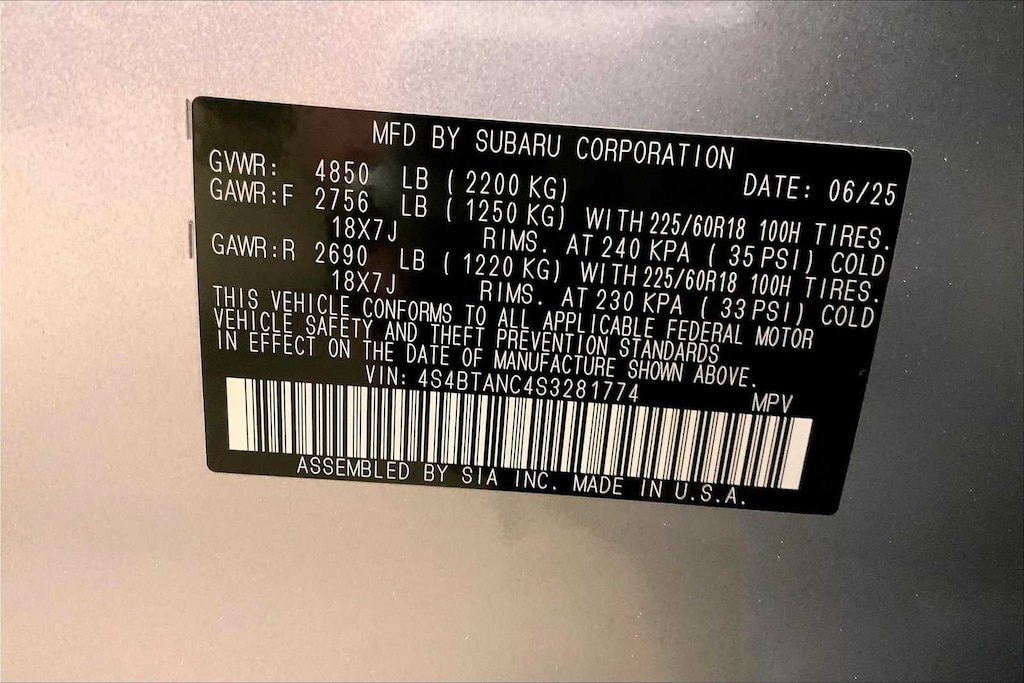 MFD BY SUBARU CORPORATION
GVWR: 4850 LB ( 2200 KG) DATE: 06/25
GAWR:F 2756 LB ( 1250 KG) WITH 225/60R18 100H TIRES.
18X7J RIMS. AT 240 KPA ( 35 PSI) COLD
GAWR:R 2690 LB ( 1220 KG) WITH 225/60R18 100H TIRES.
18X7J RIMS. AT 230 KPA ( 33 PSI) COLD
THIS VEHICLE CONFORMS TO ALL APPLICABLE FEDERAL MOTOR
VEHICLE SAFETY AND THEFT PREVENTION STANDARDS
IN EFFECT ON THE DATE OF MANUFACTURE SHOWN ABOVE.
VIN: 4S4BTANC4S3281774 MPV
ASSEMBLED BY SIA INC. MADE IN U.S.A.